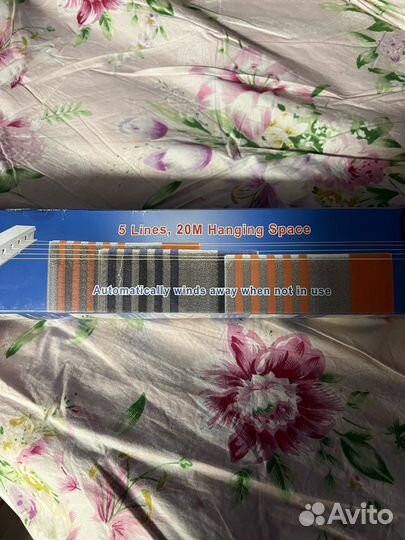 5 Lines, 20M Hanging Space
Automatically winds away when not in use
Avito